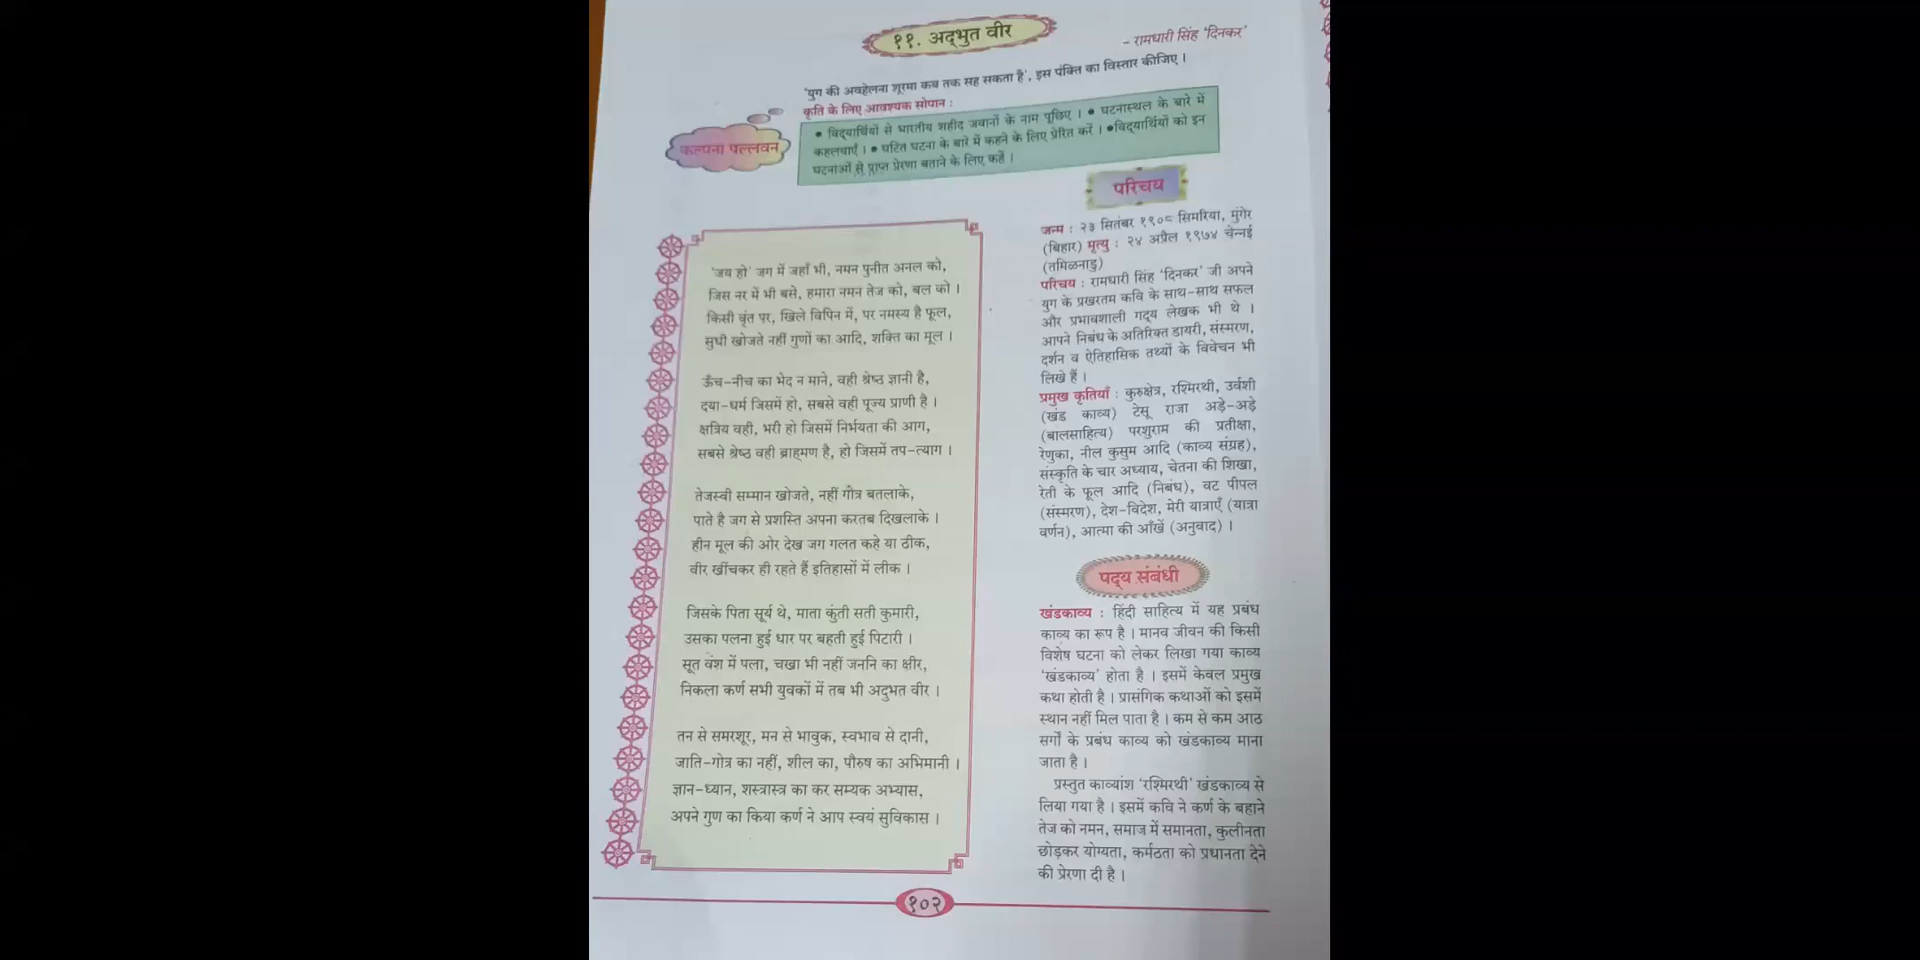 ११. अद्भुत वीर
– रामधारी सिंह 'दिनकर'
'युग की अवहेलना शूरमा कब तक सह सकता है', इस पंक्ति का विस्तार कीजिए ।
कृति के लिए आवश्यक सोपान :
कल्पना पल्लवन
• विद्यार्थियों से भारतीय शहीद जवानों के नाम पूछिए । • घटनास्थल के बारे में
कहलवाएँ । • घटित घटना के बारे में कहने के लिए प्रेरित करें । •विद्यार्थियों को इन
घटनाओं से प्राप्त प्रेरणा बताने के लिए कहें ।
'जय हो' जग में जहाँ भी, नमन पुनीत अनल को,
जिस नर में भी बसे, हमारा नमन तेज को, बल को ।
किसी वृंत पर, खिले विपिन में, पर नमस्य है फूल,
सुधी खोजते नहीं गुणों का आदि, शक्ति का मूल ।
ऊँच-नीच का भेद न माने, वही श्रेष्ठ ज्ञानी है,
दया-धर्म जिसमें हो, सबसे वही पूज्य प्राणी है ।
क्षत्रिय वही, भरी हो जिसमें निर्भयता की आग,
सबसे श्रेष्ठ वही ब्राह्मण है, हो जिसमें तप-त्याग ।
तेजस्वी सम्मान खोजते, नहीं गोत्र बतलाके,
पाते है जग से प्रशस्ति अपना करतब दिखलाके ।
हीन मूल की ओर देख जग गलत कहे या ठीक,
वीर खींचकर ही रहते हैं इतिहासों में लीक ।
जिसके पिता सूर्य थे, माता कुंती सती कुमारी,
उसका पलना हुई धार पर बहती हुई पिटारी ।
सूत वंश में पला, चखा भी नहीं जननि का क्षीर,
निकला कर्ण सभी युवकों में तब भी अदुभत वीर ।
तन से समरशूर, मन से भावुक, स्वभाव से दानी,
जाति-गोत्र का नहीं, शील का, पौरुष का अभिमानी ।
ज्ञान-ध्यान, शस्त्रास्त्र का कर सम्यक अभ्यास,
अपने गुण का किया कर्ण ने आप स्वयं सुविकास ।
परिचय
जन्म : २३ सितंबर १९०८ सिमरिया, मुंगेर
(बिहार) मृत्यु : २४ अप्रैल १९७४ चेन्नई
(तमिळनाडु)
परिचय : रामधारी सिंह 'दिनकर' जी अपने
युग के प्रखरतम कवि के साथ-साथ सफल
और प्रभावशाली गद्य लेखक भी थे ।
आपने निबंध के अतिरिक्त डायरी, संस्मरण,
दर्शन व ऐतिहासिक तथ्यों के विवेचन भी
लिखे हैं ।
प्रमुख कृतियाँ : कुरुक्षेत्र, रश्मिरथी, उर्वशी
(खंड काव्य) टेसू राजा अड़े-अड़े
(बालसाहित्य) परशुराम की प्रतीक्षा,
रेणुका, नील कुसुम आदि (काव्य संग्रह),
संस्कृति के चार अध्याय, चेतना की शिखा,
रेती के फूल आदि (निबंध), वट पीपल
(संस्मरण), देश-विदेश, मेरी यात्राएँ (यात्रा
वर्णन), आत्मा की आँखें (अनुवाद) ।
पद्य संबंधी
खंडकाव्य : हिंदी साहित्य में यह प्रबंध
काव्य का रूप है । मानव जीवन की किसी
विशेष घटना को लेकर लिखा गया काव्य
'खंडकाव्य' होता है । इसमें केवल प्रमुख
कथा होती है । प्रासंगिक कथाओं को इसमें
स्थान नहीं मिल पाता है । कम से कम आठ
सर्गों के प्रबंध काव्य को खंडकाव्य माना
जाता है ।
प्रस्तुत काव्यांश 'रश्मिरथी' खंडकाव्य से
लिया गया है । इसमें कवि ने कर्ण के बहाने
तेज को नमन, समाज में समानता, कुलीनता
छोड़कर योग्यता, कर्मठता को प्रधानता देने
की प्रेरणा दी है ।
१०२